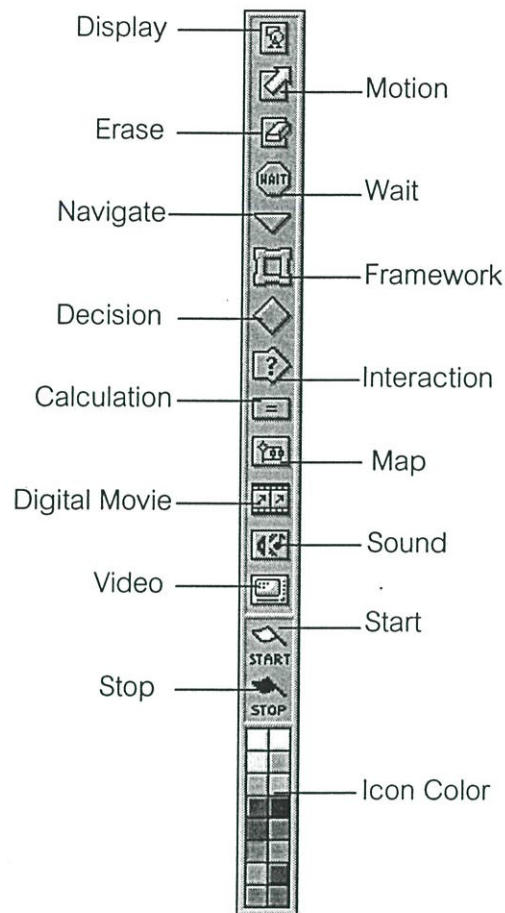 Display
Motion
Erase
WAIT
Wait
Navigate
Framework
Decision
?
Interaction
Calculation
=
Map
Digital Movie
Sound
Video
Start
START
Stop
STOP
Icon Color